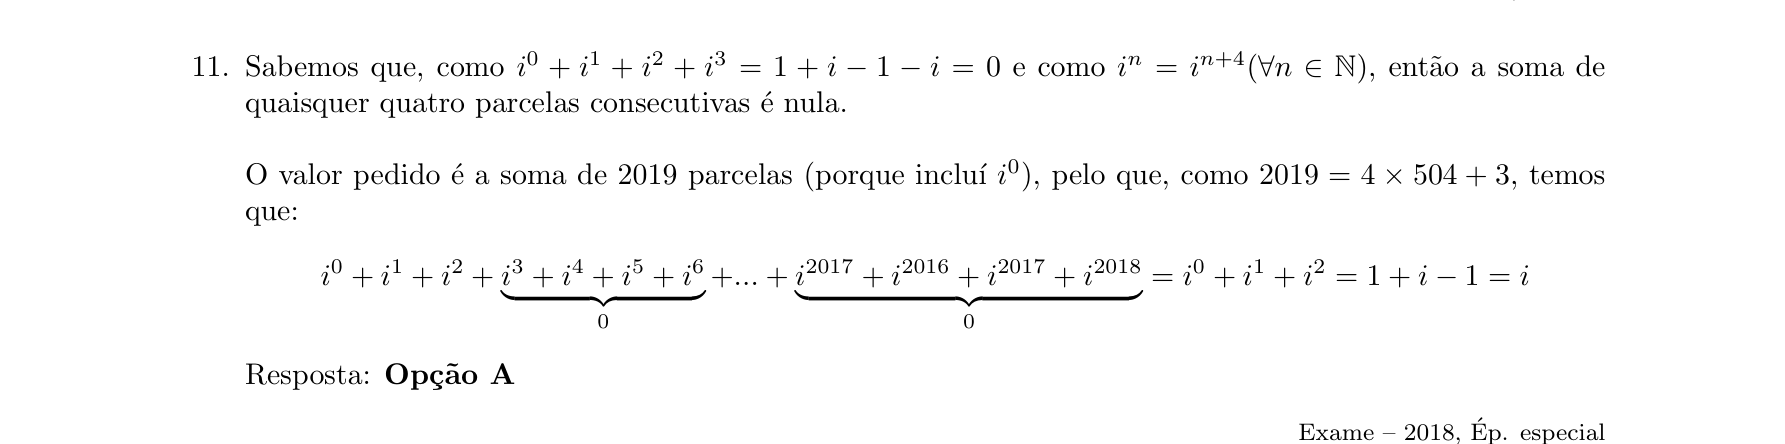 11. Sabemos que, como $i^0 + i^1 + i^2 + i^3 = 1 + i - 1 - i = 0$ e como $i^n = i^{n+4}(\forall n \in \mathbb{N})$, então a soma de
quaisquer quatro parcelas consecutivas é nula.
O valor pedido é a soma de 2019 parcelas (porque incluí $i^0$), pelo que, como $2019 = 4 \times 504 + 3$, temos
que:
$i^0 + i^1 + i^2 + \underbrace{i^3 + i^4 + i^5 + i^6}_{0} + ... + \underbrace{i^{2017} + i^{2016} + i^{2017} + i^{2018}}_{0} = i^0 + i^1 + i^2 = 1 + i - 1 = i$
Resposta: **Opção A**
Exame – 2018, Ép. especial